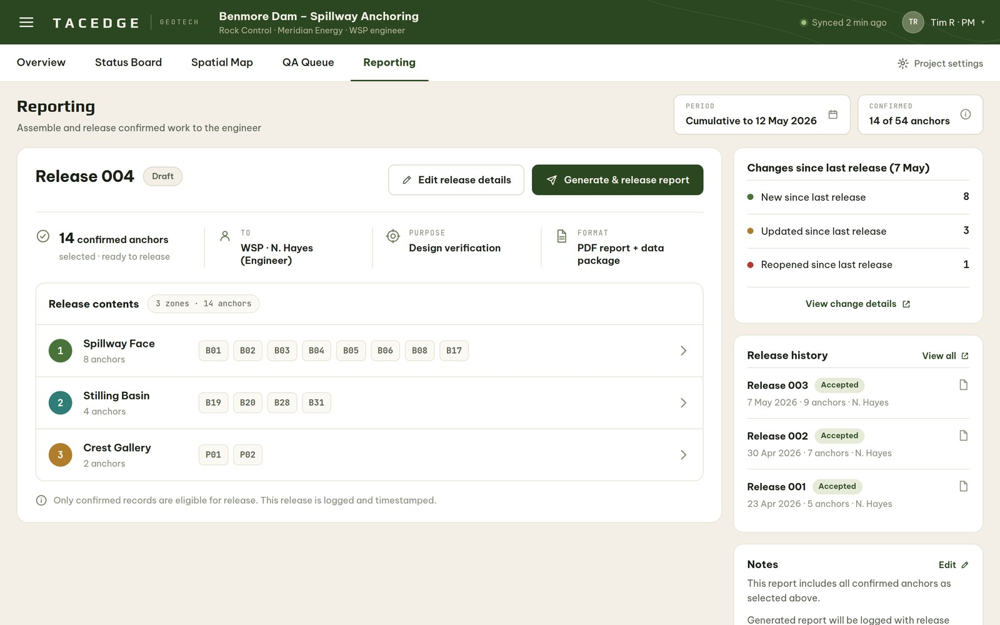 TACEDGE
GEOTECH
Benmore Dam – Spillway Anchoring
Rock Control · Meridian Energy · WSP engineer
Synced 2 min ago
TR
Tim R · PM
Overview
Status Board
Spatial Map
QA Queue
Reporting
Project settings
Reporting
Assemble and release confirmed work to the engineer
PERIOD
Cumulative to 12 May 2026
CONFIRMED
14 of 54 anchors
Release 004
Draft
Edit release details
Generate & release report
14 confirmed anchors
selected · ready to release
TO
WSP · N. Hayes
(Engineer)
PURPOSE
Design verification
FORMAT
PDF report + data
package
Release contents
3 zones · 14 anchors
1
Spillway Face
8 anchors
B01 B02 B03 B04 B05 B06 B08 B17
2
Stilling Basin
4 anchors
B19 B20 B28 B31
3
Crest Gallery
2 anchors
P01 P02
Only confirmed records are eligible for release. This release is logged and timestamped.
Changes since last release (7 May)
New since last release 8
Updated since last release 3
Reopened since last release 1
View change details
Release history
View all
Release 003 Accepted
7 May 2026 · 9 anchors · N. Hayes
Release 002 Accepted
30 Apr 2026 · 7 anchors · N. Hayes
Release 001 Accepted
23 Apr 2026 · 5 anchors · N. Hayes
Notes
Edit
This report includes all confirmed anchors as
selected above.
Generated report will be logged with release